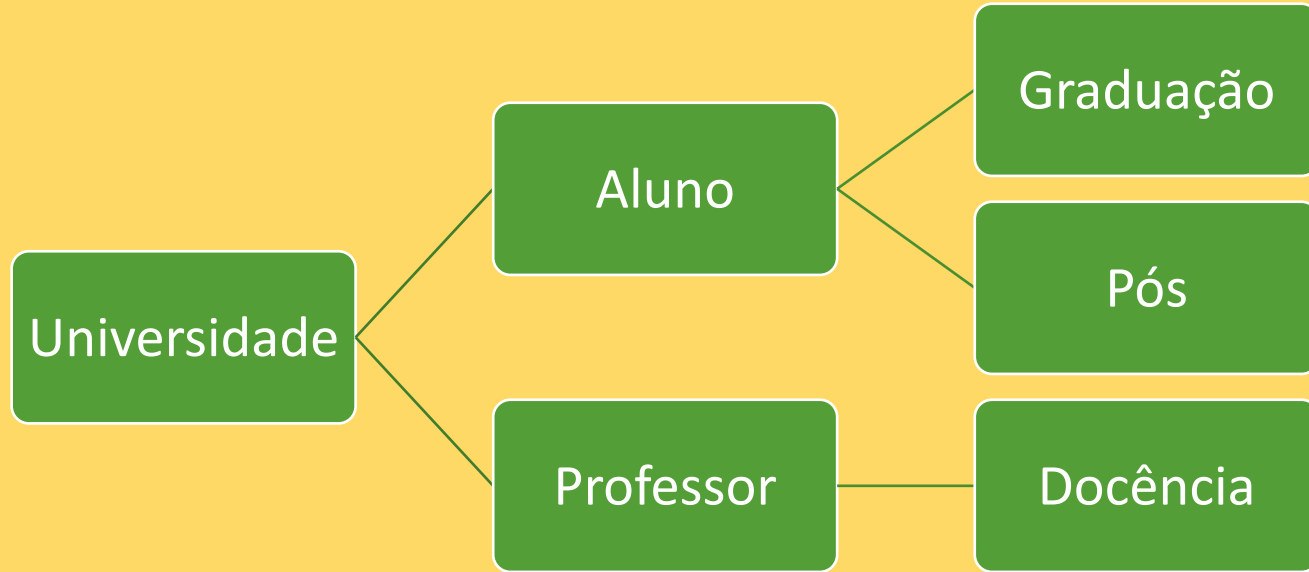 Universidade
Aluno
Graduação
Pós
Professor
Docência